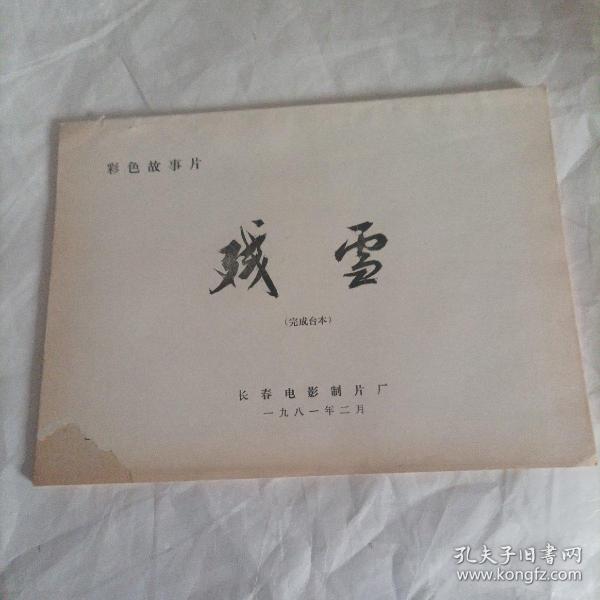 彩色故事片
残雪
（完成台本）
长春电影制片厂
一九八一年二月
孔夫子旧书网
www.kongfz.com